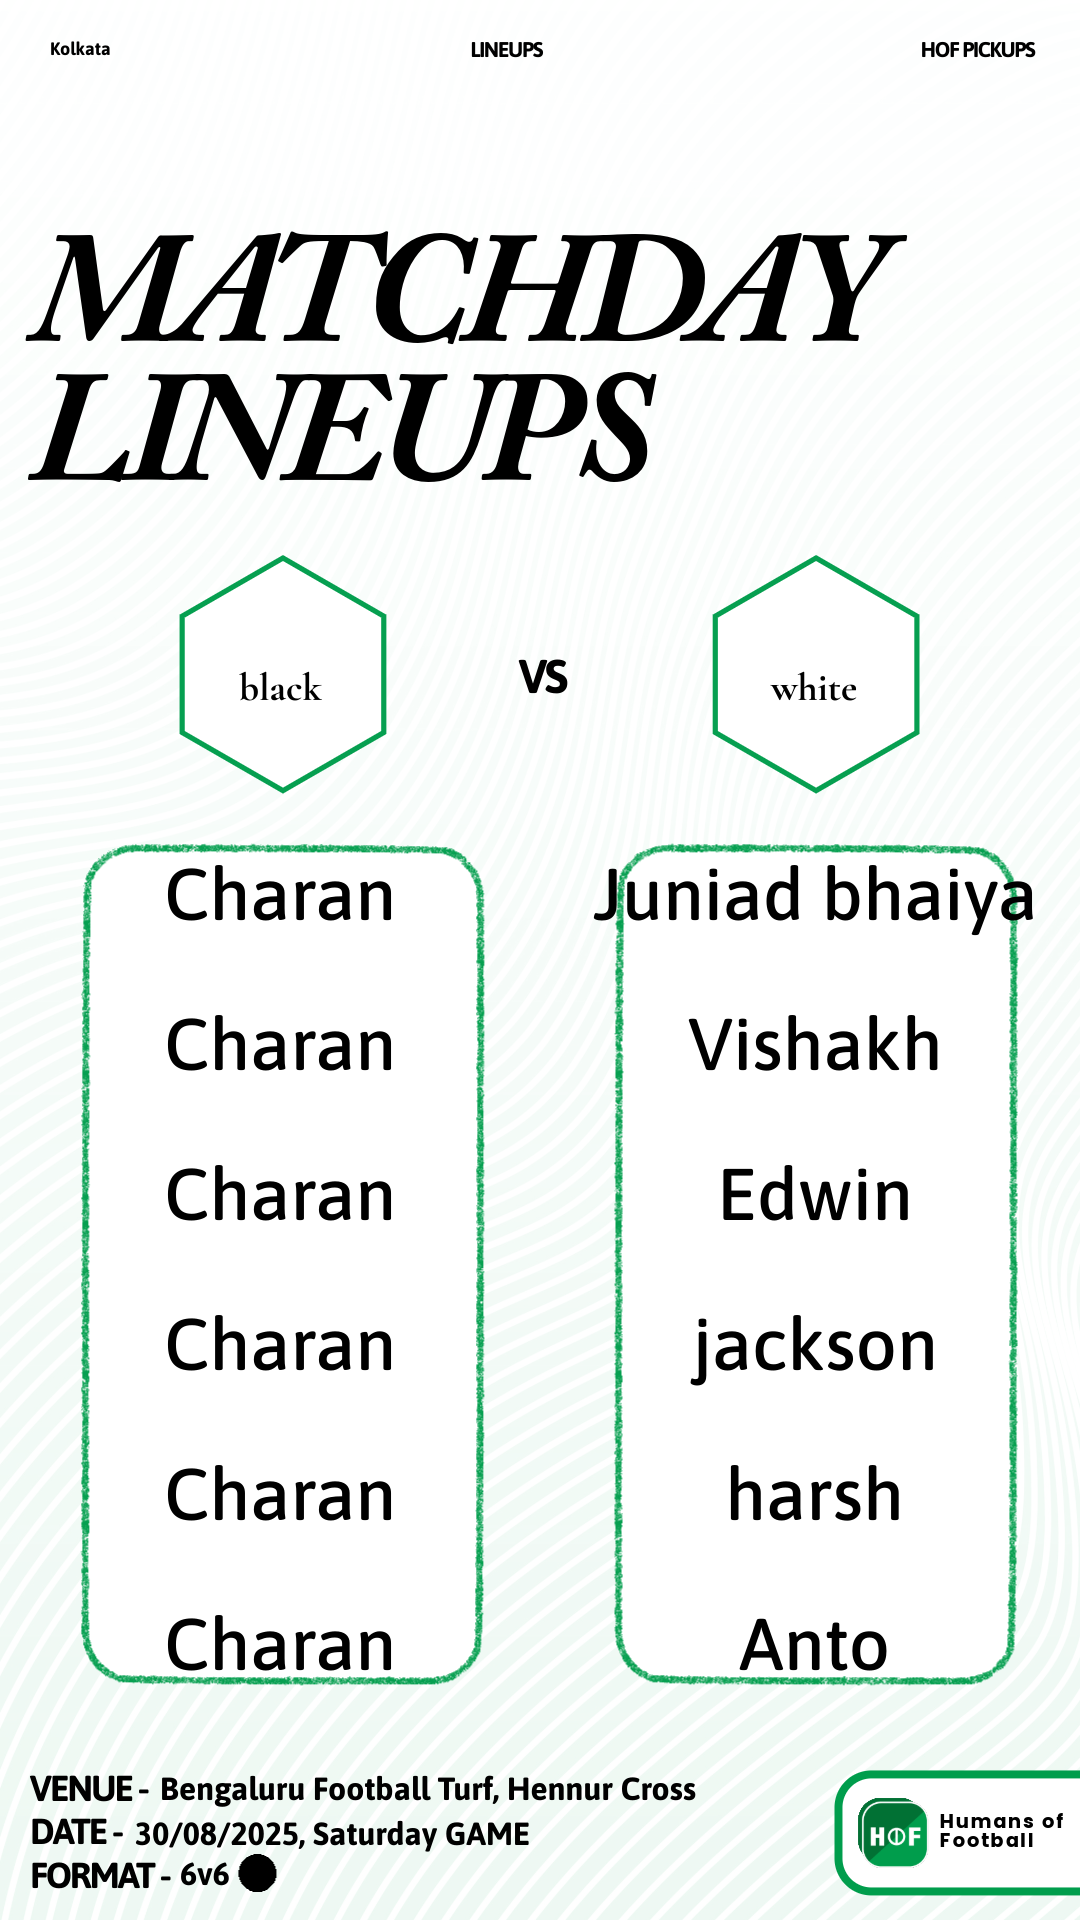 Kolkata
LINEUPS
HOF PICKUPS
MATCHDAY
LINEUPS
black
VS
white
Charan
Charan
Charan
Charan
Charan
Charan
Juniad bhaiya
Vishakh
Edwin
jackson
harsh
Anto
VENUE - Bengaluru Football Turf, Hennur Cross
DATE - 30/08/2025, Saturday GAME
FORMAT - 6v6
HOF
Humans of
Football